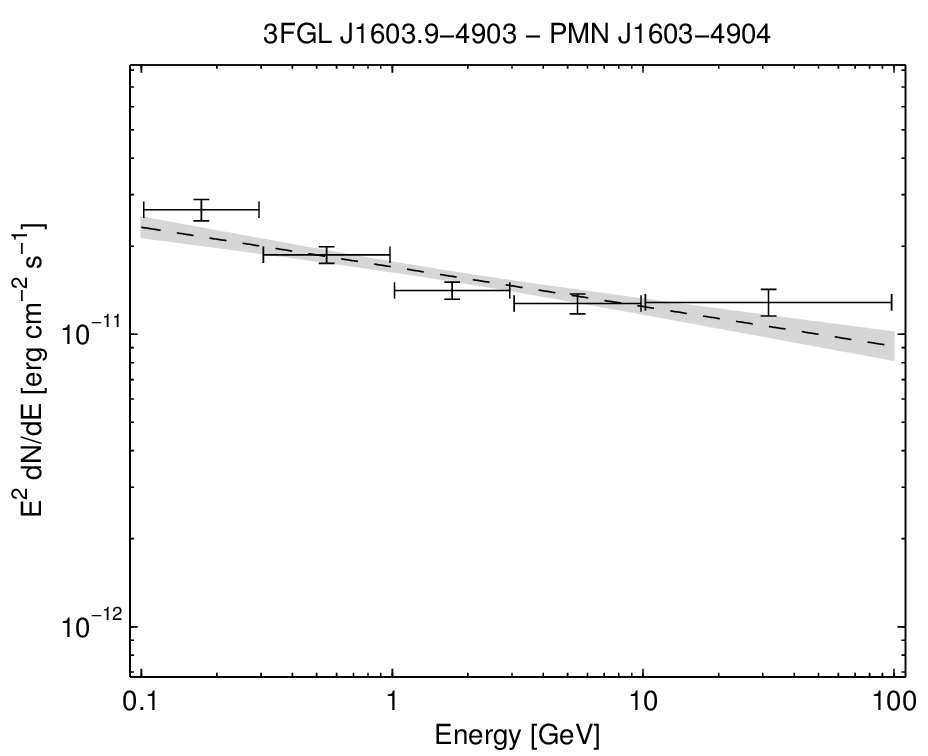 3FGL J1603.9−4903 − PMN J1603−4904
E² dN/dE [erg cm⁻² s⁻¹]
10⁻¹¹
10⁻¹²
0.1 1 10 100
Energy [GeV]